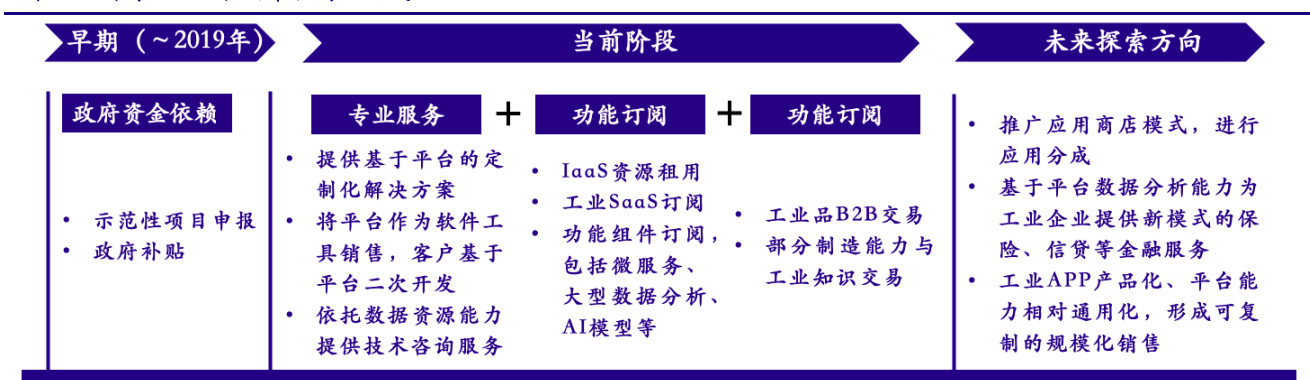 早期（～2019年）
当前阶段
未来探索方向
政府资金依赖
• 示范性项目申报
• 政府补贴
专业服务
+
功能订阅
+
功能订阅
• 提供基于平台的定
制化解决方案
• 将平台作为软件工
具销售，客户基于
平台二次开发
• 依托数据资源能力
提供技术咨询服务
• IaaS资源租用
• 工业SaaS订阅
• 功能组件订阅，
包括微服务、
大型数据分析、
AI模型等
• 工业品B2B交易
• 部分制造能力与
工业知识交易
• 推广应用商店模式，进行
应用分成
• 基于平台数据分析能力为
工业企业提供新模式的保
险、信贷等金融服务
• 工业APP产品化、平台能
力相对通用化，形成可复
制的规模化销售